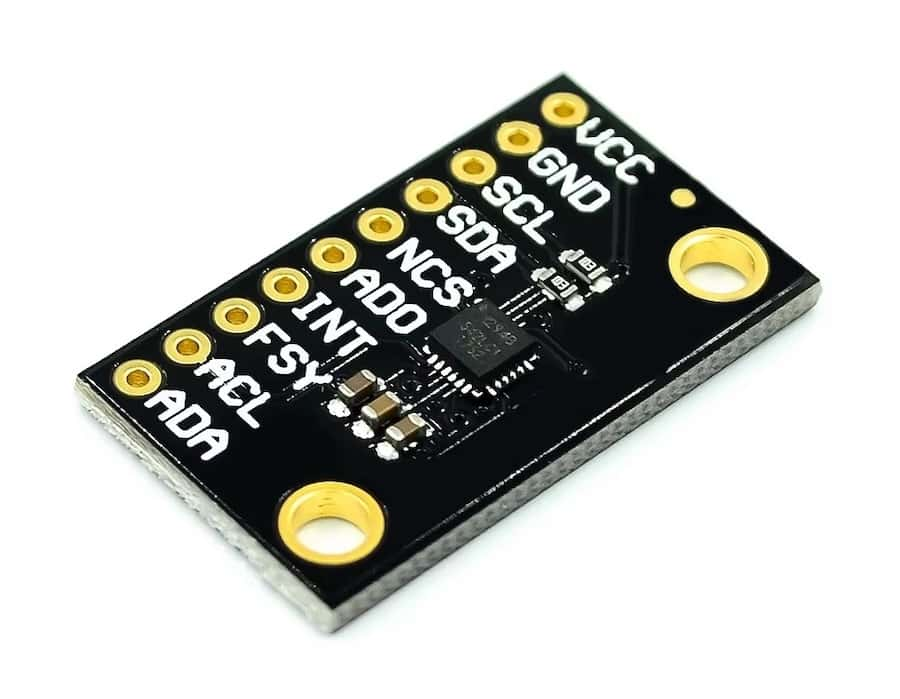 VCC
GND
SCL
SDA
NCS
ADO
INT
FSY
ACL
ADA